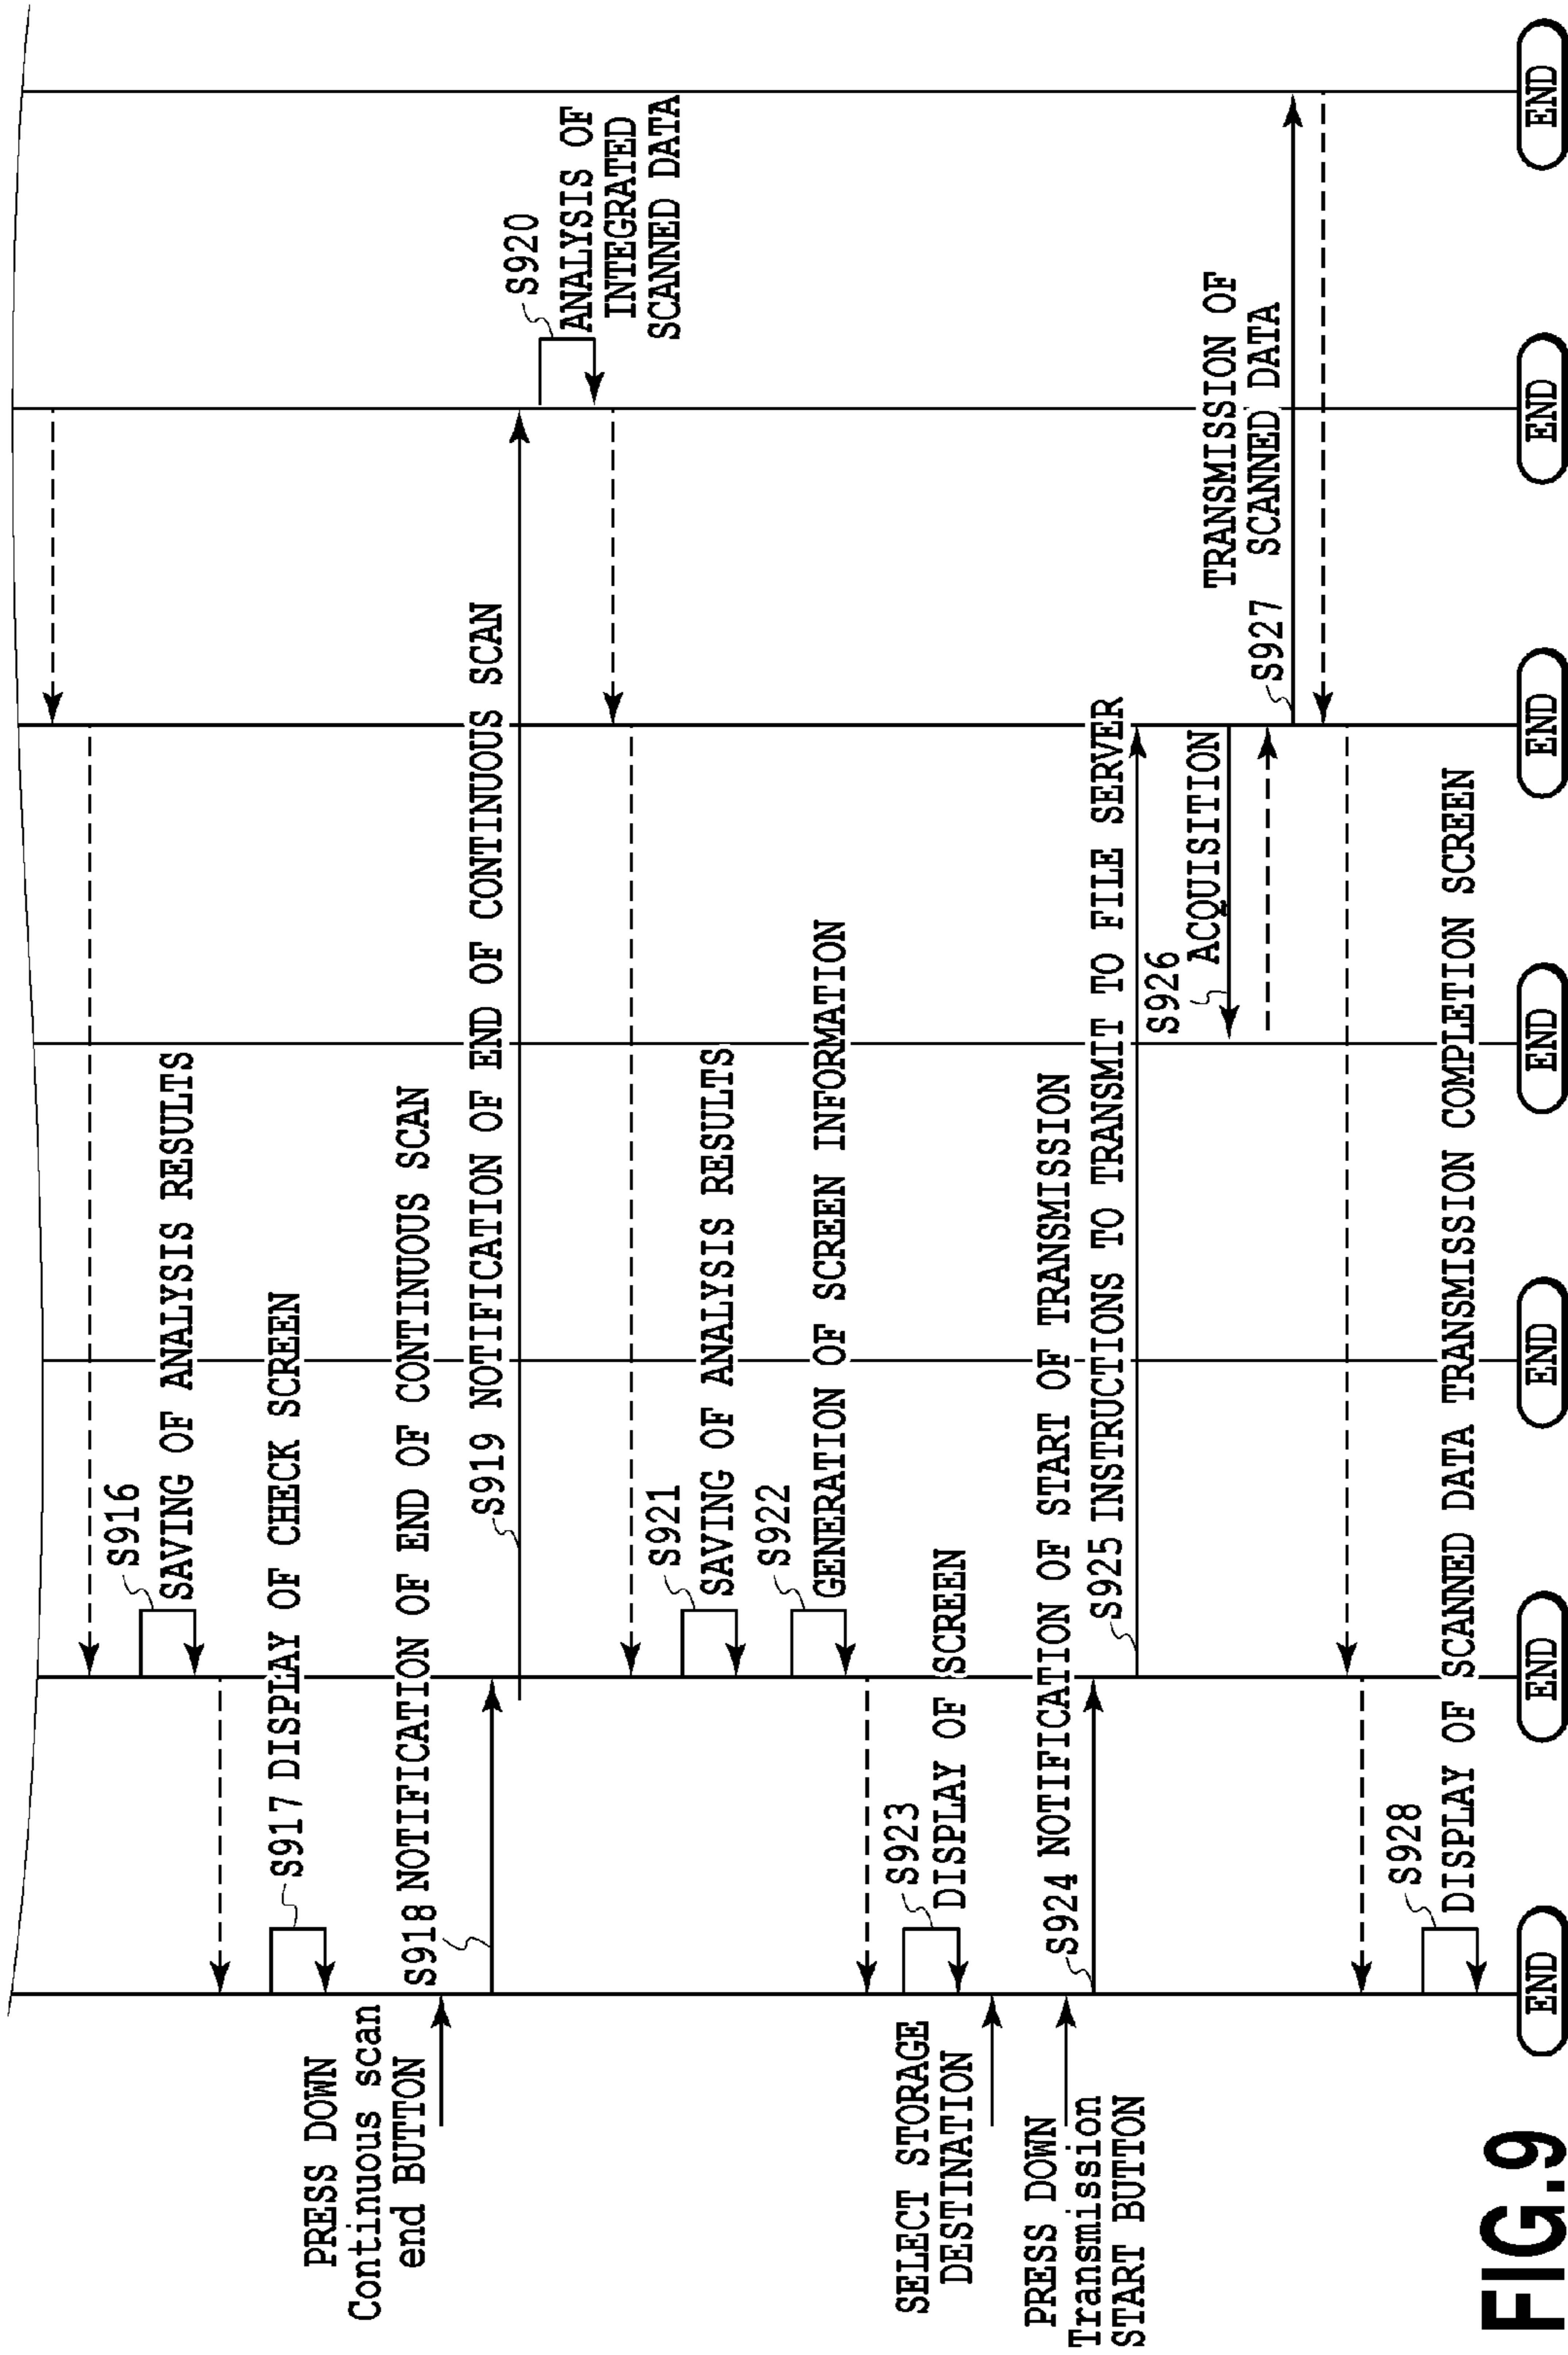 S916
SAVING OF ANALYSIS RESULTS
S917 DISPLAY OF CHECK SCREEN
PRESS DOWN
Continuous scan
end BUTTON
S918 NOTIFICATION OF END OF CONTINUOUS SCAN
S919 NOTIFICATION OF END OF CONTINUOUS SCAN
S920
ANALYSIS OF
INTEGRATED
SCANNED DATA
S921
SAVING OF ANALYSIS RESULTS
S922
GENERATION OF SCREEN INFORMATION
S923
DISPLAY OF SCREEN
SELECT STORAGE
DESTINATION
PRESS DOWN
Transmission
START BUTTON
S924 NOTIFICATION OF START OF TRANSMISSION
S925 INSTRUCTIONS TO TRANSMIT TO FILE SERVER
S926
ACQUISITION
TRANSMISSION OF
S927 SCANNED DATA
S928
DISPLAY OF SCANNED DATA TRANSMISSION COMPLETION SCREEN
END
END
END
END
END
END
END
FIG.9